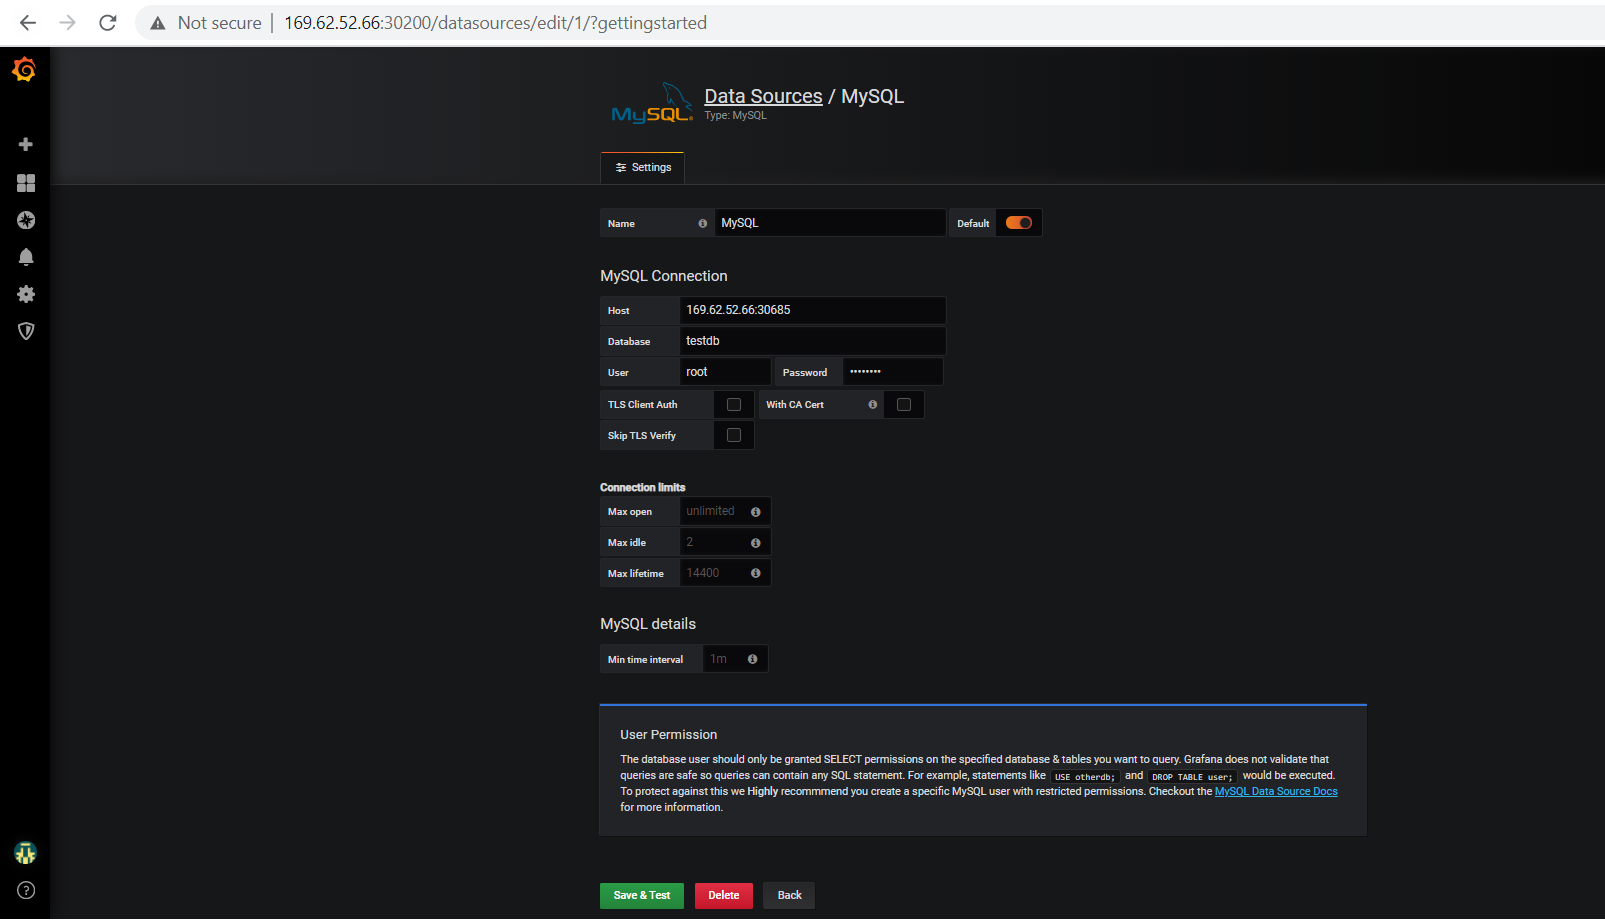 Not secure | 169.62.52.66:30200/datasources/edit/1/?gettingstarted
MySQL®
Data Sources / MySQL
Type: MySQL
Settings
Name MySQL Default
MySQL Connection
Host 169.62.52.66:30685
Database testdb
User root Password ••••••••
TLS Client Auth With CA Cert
Skip TLS Verify
Connection limits
Max open unlimited
Max idle 2
Max lifetime 14400
MySQL details
Min time interval 1m
User Permission
The database user should only be granted SELECT permissions on the specified database & tables you want to query. Grafana does not validate that
queries are safe so queries can contain any SQL statement. For example, statements like USE otherdb; and DROP TABLE user; would be executed.
To protect against this we Highly recommmend you create a specific MySQL user with restricted permissions. Checkout the MySQL Data Source Docs
for more information.
Save & Test Delete Back